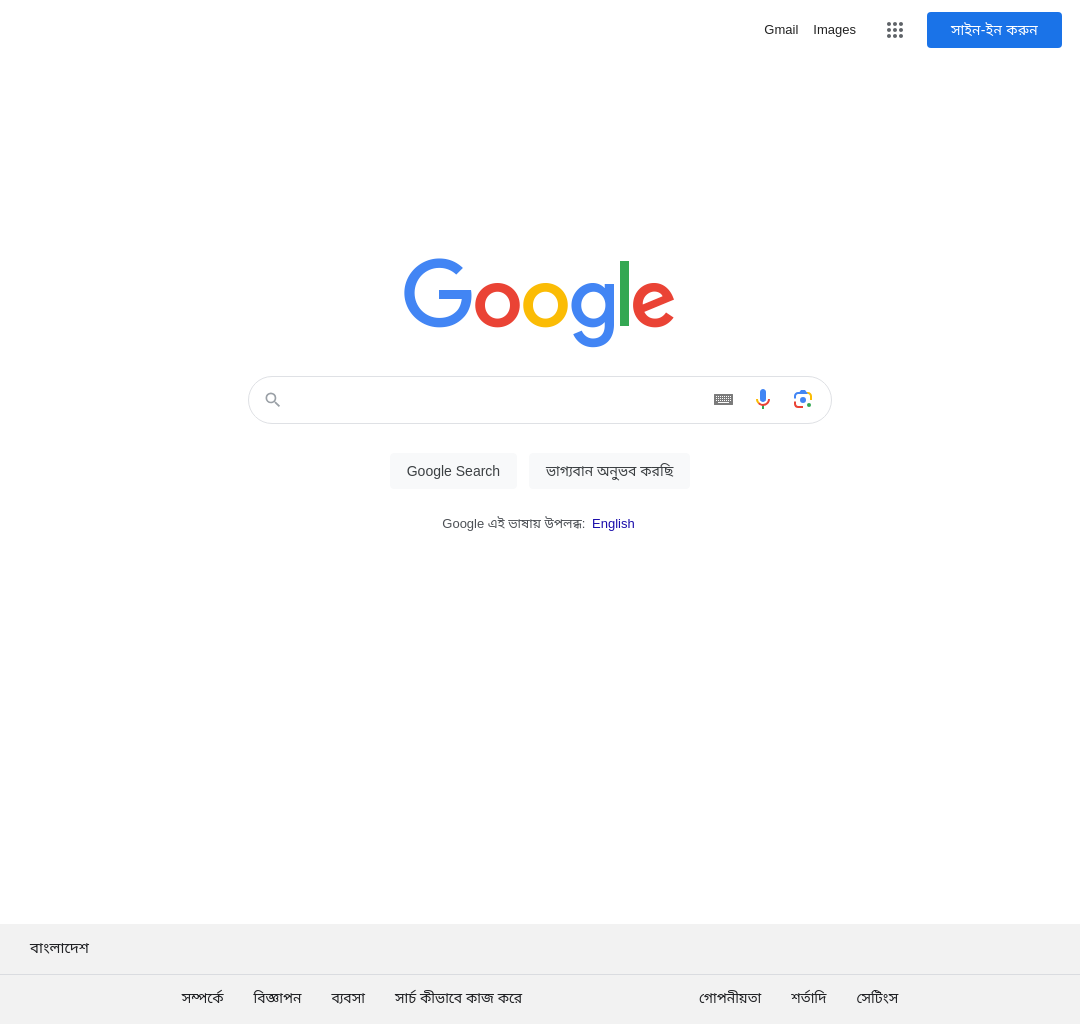 Gmail Images সাইন-ইন করুন
Google
Google Search ভাগ্যবান অনুভব করছি
Google এই ভাষায় উপলব্ধ: English
বাংলাদেশ
সম্পর্কে বিজ্ঞাপন ব্যবসা সার্চ কীভাবে কাজ করে গোপনীয়তা শর্তাদি সেটিংস